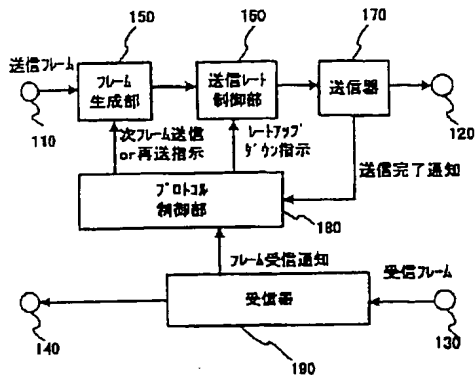 150
160
170
送信フレーム
フレーム
生成部
送信レート
制御部
送信器
110
120
次フレーム送信
or再送指示
レートアップ
ダウン指示
送信完了通知
プロトコル
制御部
180
フレーム受信通知
受信フレーム
受信器
140
130
190